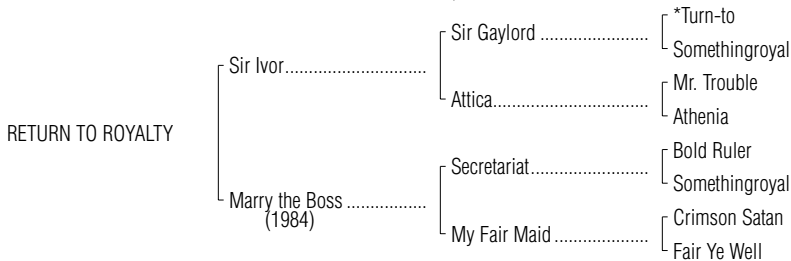 *Turn-to
Sir Gaylord ......................
Somethingroyal
Sir Ivor.............................
Mr. Trouble
Attica................................
Athenia
RETURN TO ROYALTY
Bold Ruler
Secretariat........................
Somethingroyal
Marry the Boss .................
(1984)
Crimson Satan
My Fair Maid ....................
Fair Ye Well